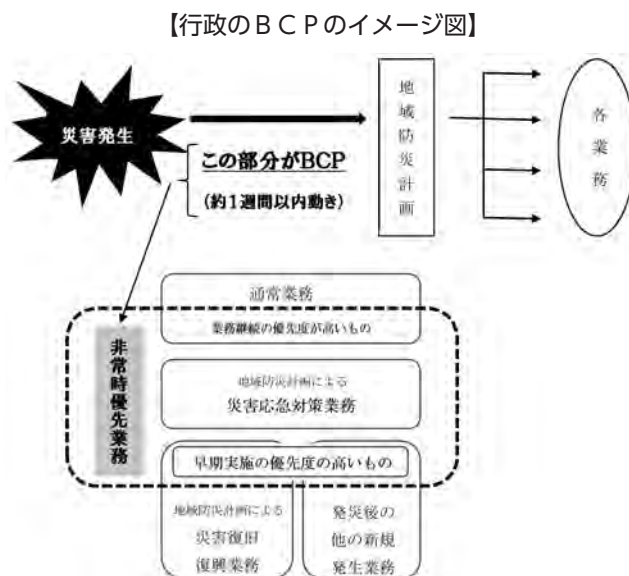 【行政のＢＣＰのイメージ図】
災害発生
この部分がBCP
(約1週間以内動き)
地域防災計画
各業務
通常業務
業務継続の優先度が高いもの
非常時優先業務
地域防災計画による
災害応急対策業務
早期実施の優先度の高いもの
地域防災計画による
災害復旧
復興業務
発災後の
他の新規
発生業務